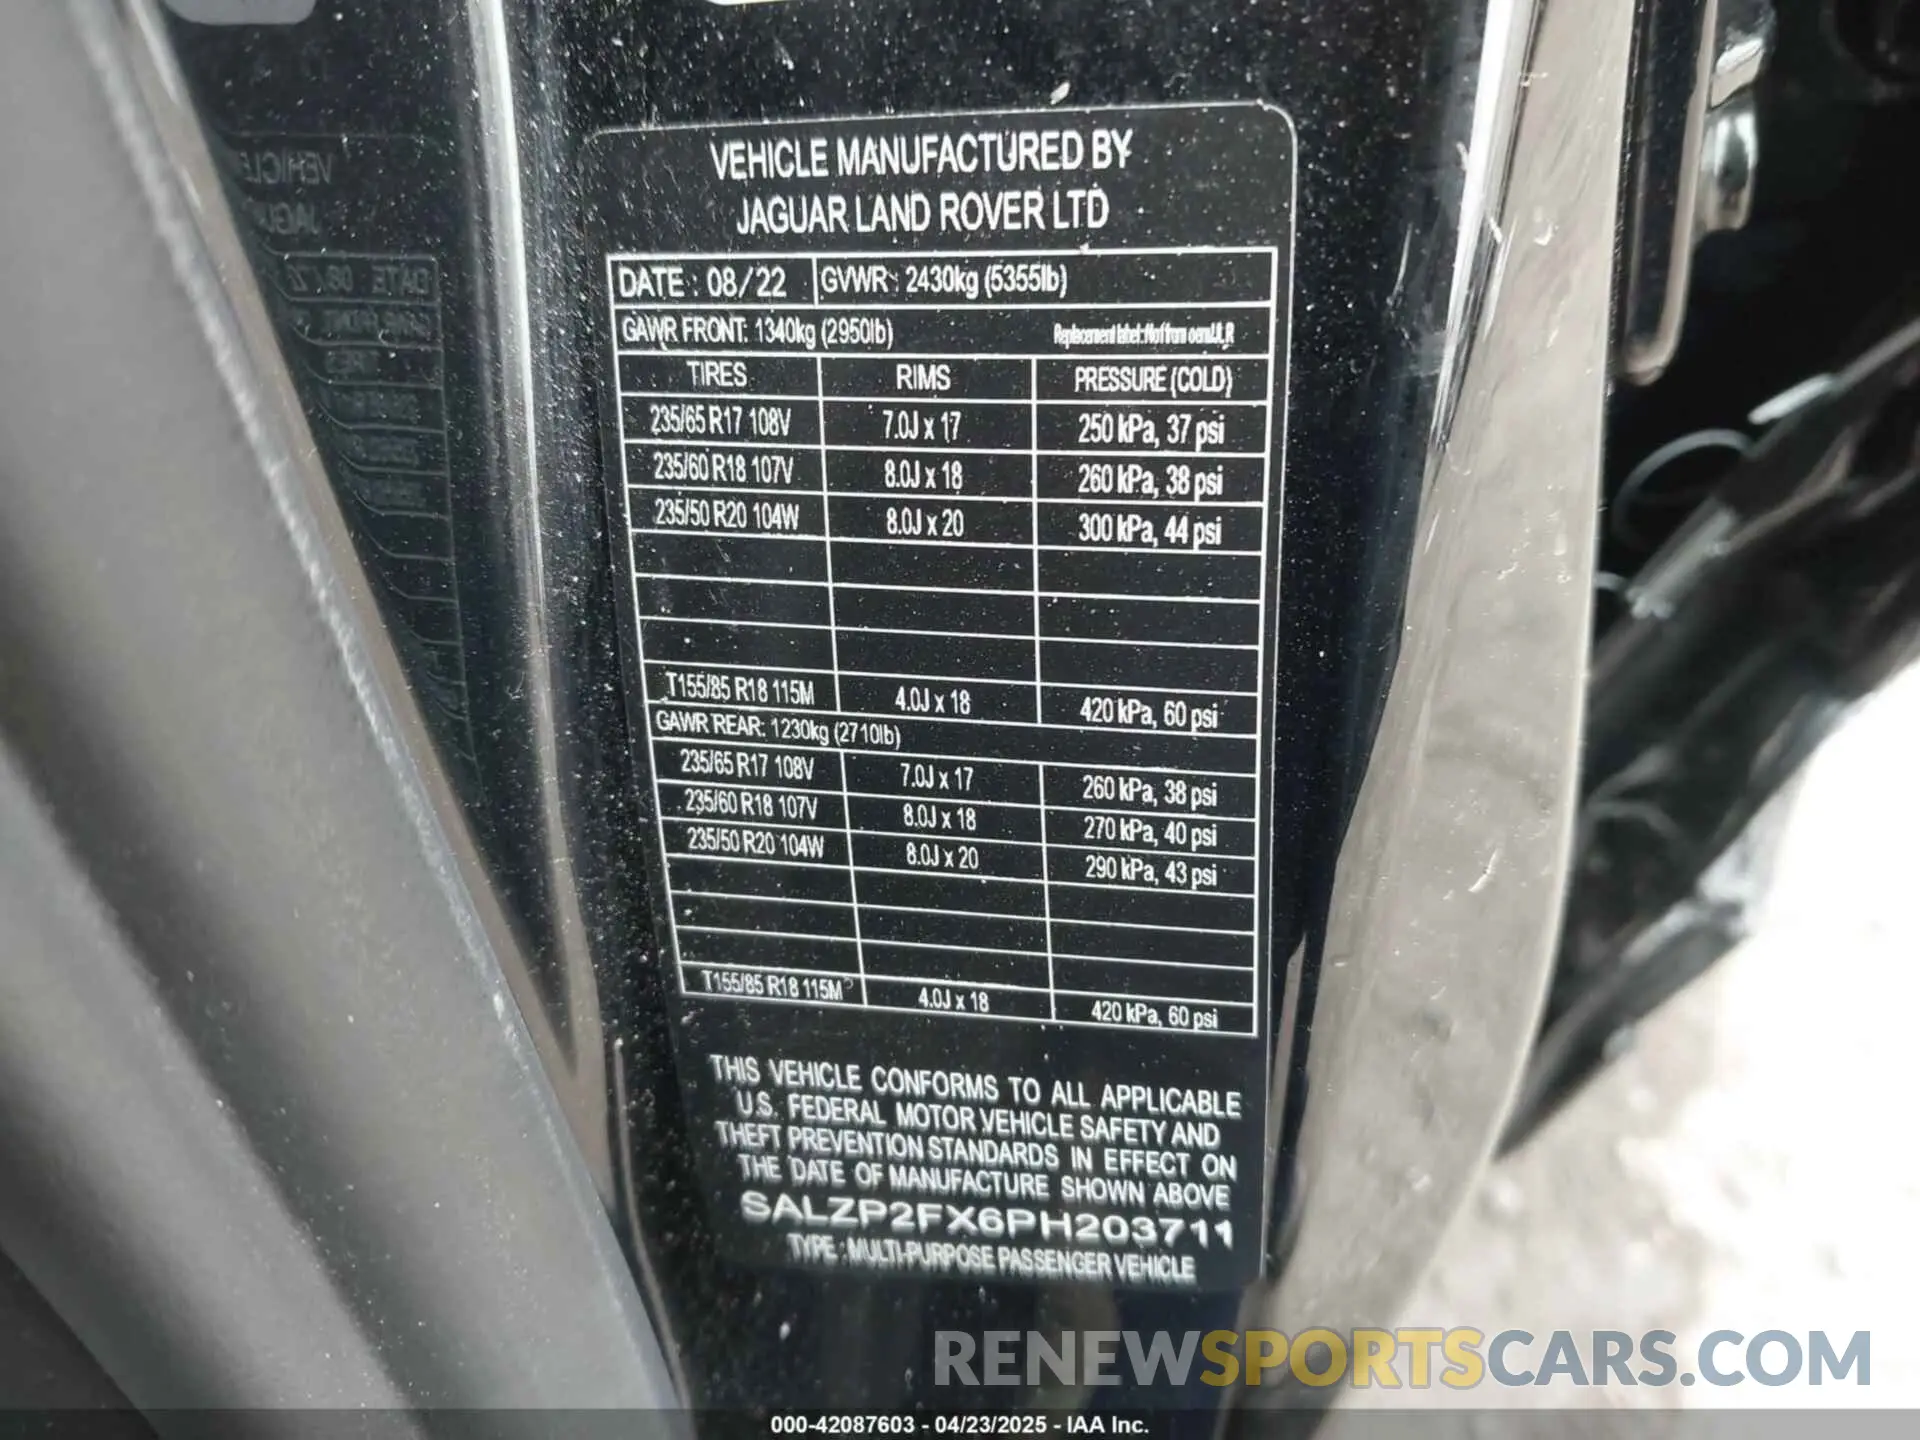 VEHICLE MANUFACTURED BY
JAGUAR LAND ROVER LTD
DATE : 08/22 GVWR : 2430kg (5355lb)
GAWR FRONT: 1340kg (2950lb) Replacement label: Not from oem
TIRES RIMS PRESSURE (COLD)
235/65 R17 108V 7.0J x 17 250 kPa, 37 psi
235/60 R18 107V 8.0J x 18 260 kPa, 38 psi
235/50 R20 104W 8.0J x 20 300 kPa, 44 psi
T155/85 R18 115M 4.0J x 18 420 kPa, 60 psi
GAWR REAR: 1230kg (2710lb)
235/65 R17 108V 7.0J x 17 260 kPa, 38 psi
235/60 R18 107V 8.0J x 18 270 kPa, 40 psi
235/50 R20 104W 8.0J x 20 290 kPa, 43 psi
T155/85 R18 115M 4.0J x 18 420 kPa, 60 psi
THIS VEHICLE CONFORMS TO ALL APPLICABLE
U.S. FEDERAL MOTOR VEHICLE SAFETY AND
THEFT PREVENTION STANDARDS IN EFFECT ON
THE DATE OF MANUFACTURE SHOWN ABOVE
SALZP2FX6PH203711
TYPE : MULTI-PURPOSE PASSENGER VEHICLE
RENEWSPORTSCARS.COM
000-42087603 - 04/23/2025 - IAA Inc.